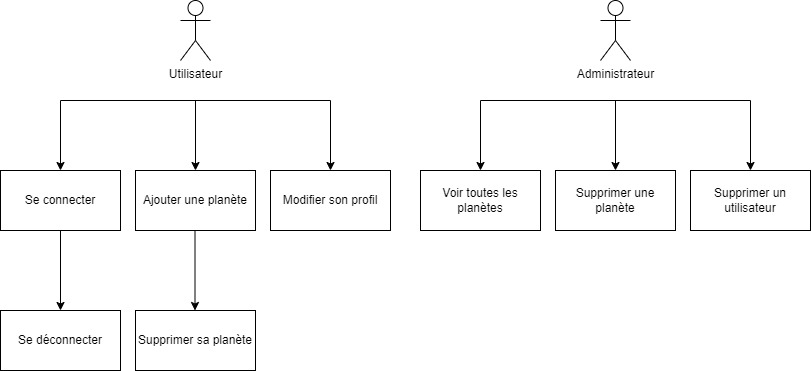 Utilisateur
Administrateur
Se connecter
Ajouter une planète
Modifier son profil
Voir toutes les
planètes
Supprimer une
planète
Supprimer un
utilisateur
Se déconnecter
Supprimer sa planète